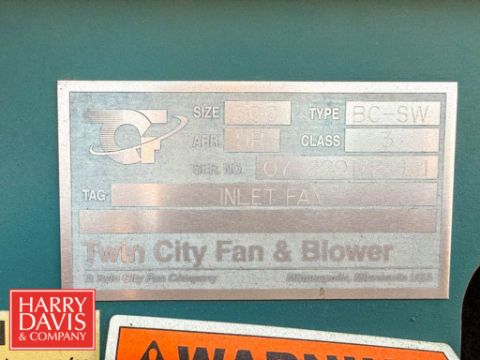 SIZE TYPE BC-SW
ARR. CLASS 3
SER. NO.
TAG INLET FAN
Twin City Fan & Blower
A Twin City Fan Company Minneapolis, Minnesota USA
HARRY
DAVIS
& COMPANY
WARNING